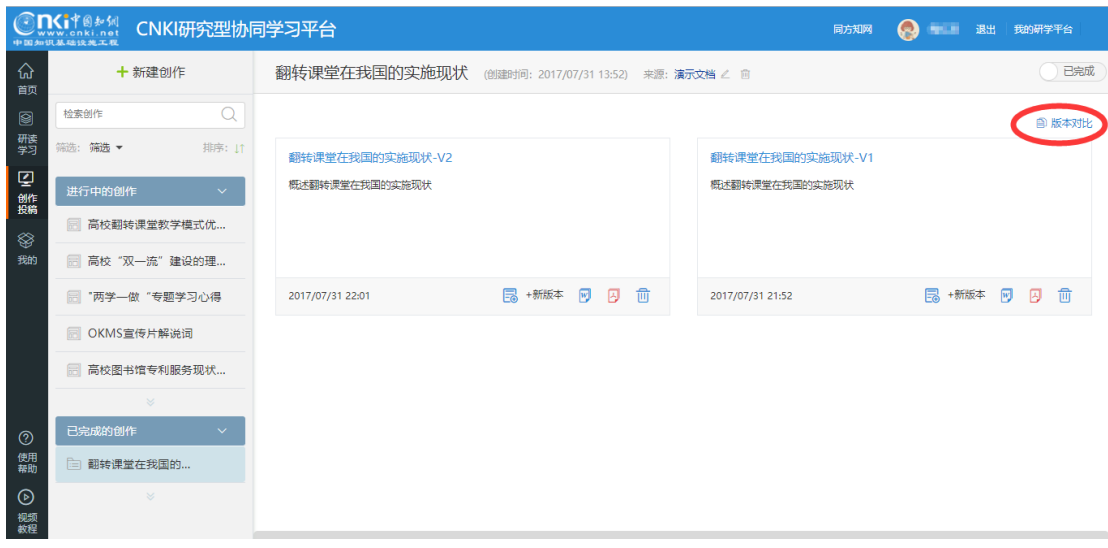 Cnki中国知网
www.cnki.net
中国知识基础设施工程
CNKI研究型协同学习平台
同方知网
退出
我的研学平台
首页
研读
学习
创作
投稿
我的
使用
帮助
视频
教程
+ 新建创作
检索创作
筛选: 筛选
排序:
进行中的创作
高校翻转课堂教学模式优...
高校“双一流”建设的理...
"两学一做“专题学习心得
OKMS宣传片解说词
高校图书馆专利服务现状...
已完成的创作
翻转课堂在我国的...
翻转课堂在我国的实施现状 (创建时间: 2017/07/31 13:52) 来源: 演示文档
已完成
版本对比
翻转课堂在我国的实施现状-V2
概述翻转课堂在我国的实施现状
2017/07/31 22:01 +新版本
翻转课堂在我国的实施现状-V1
概述翻转课堂在我国的实施现状
2017/07/31 21:52 +新版本